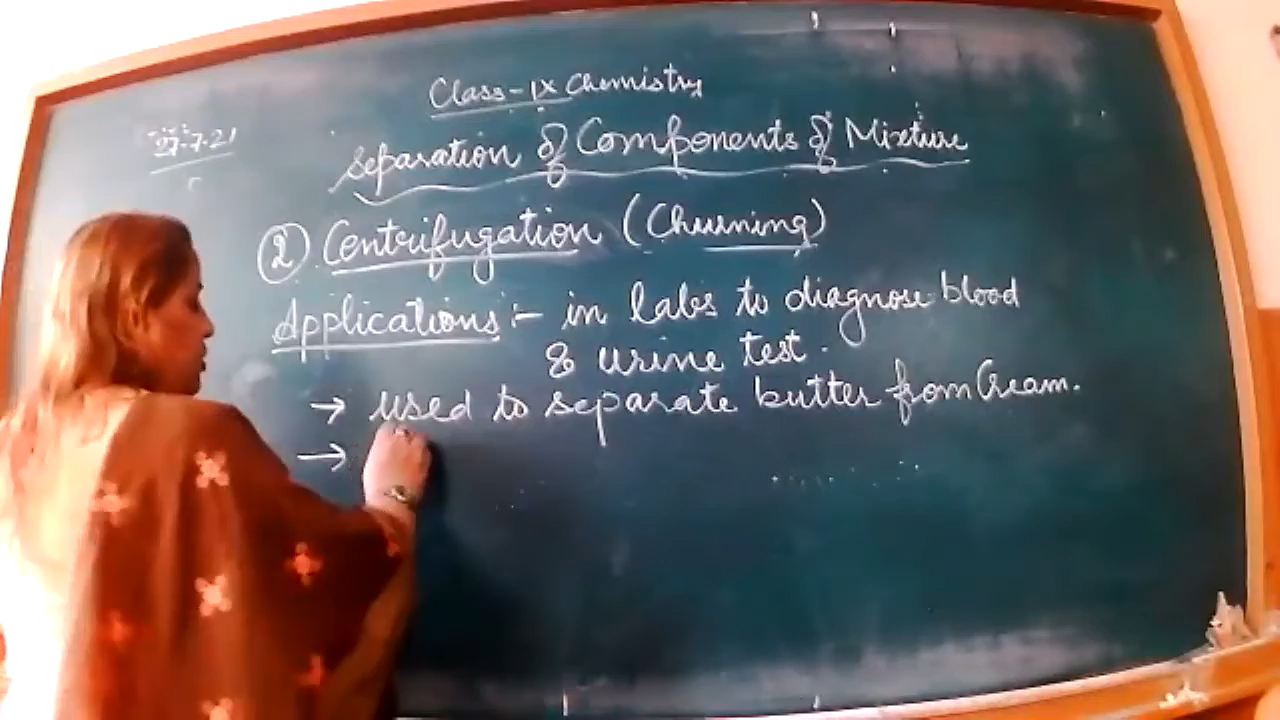 Class-IX Chemistry
27-7-21
Separation of Components of Mixture
② Centrifugation (Churning)
Applications:- in labs to diagnose blood
& urine test.
→ used to separate butter from Cream.
→